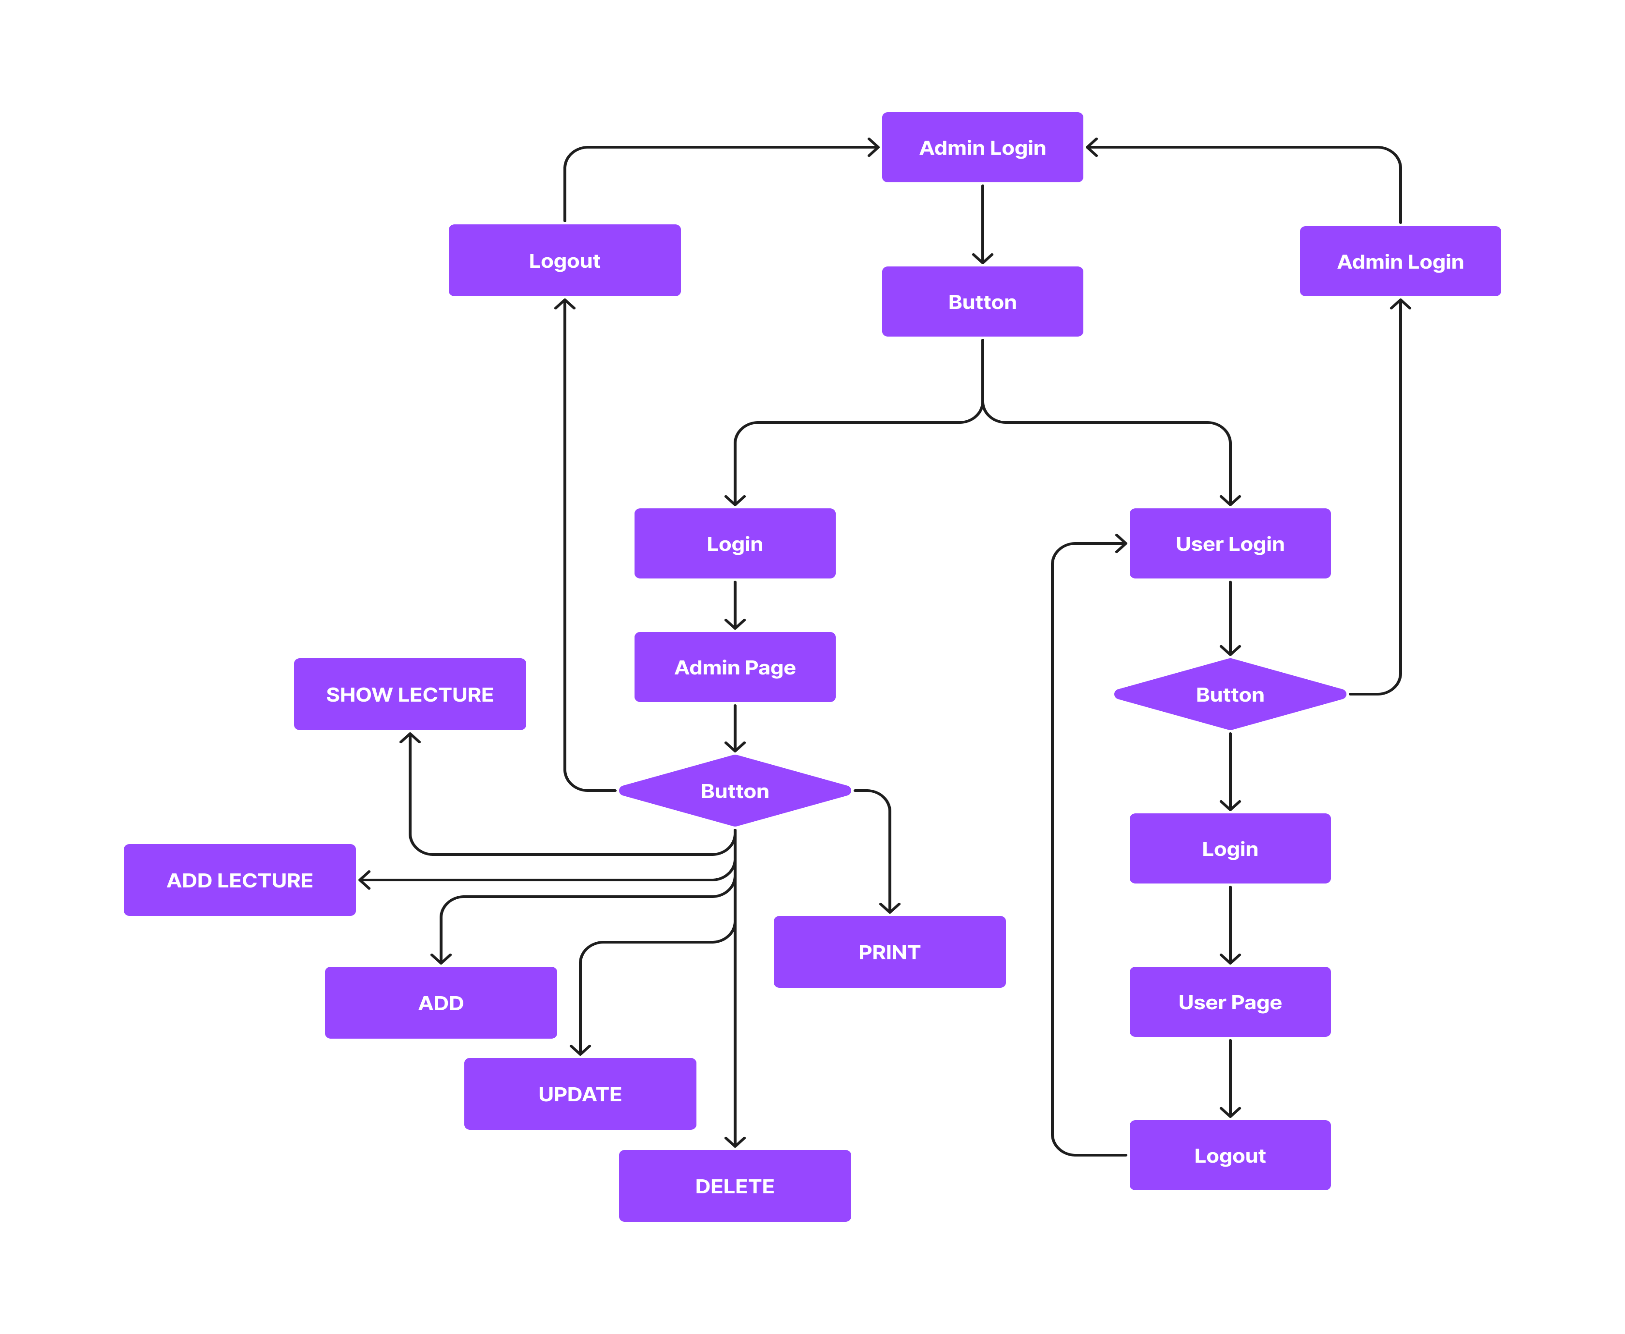 Admin Login
Logout
Admin Login
Button
Login
User Login
Admin Page
SHOW LECTURE
Button
Button
Login
ADD LECTURE
PRINT
ADD
User Page
UPDATE
Logout
DELETE